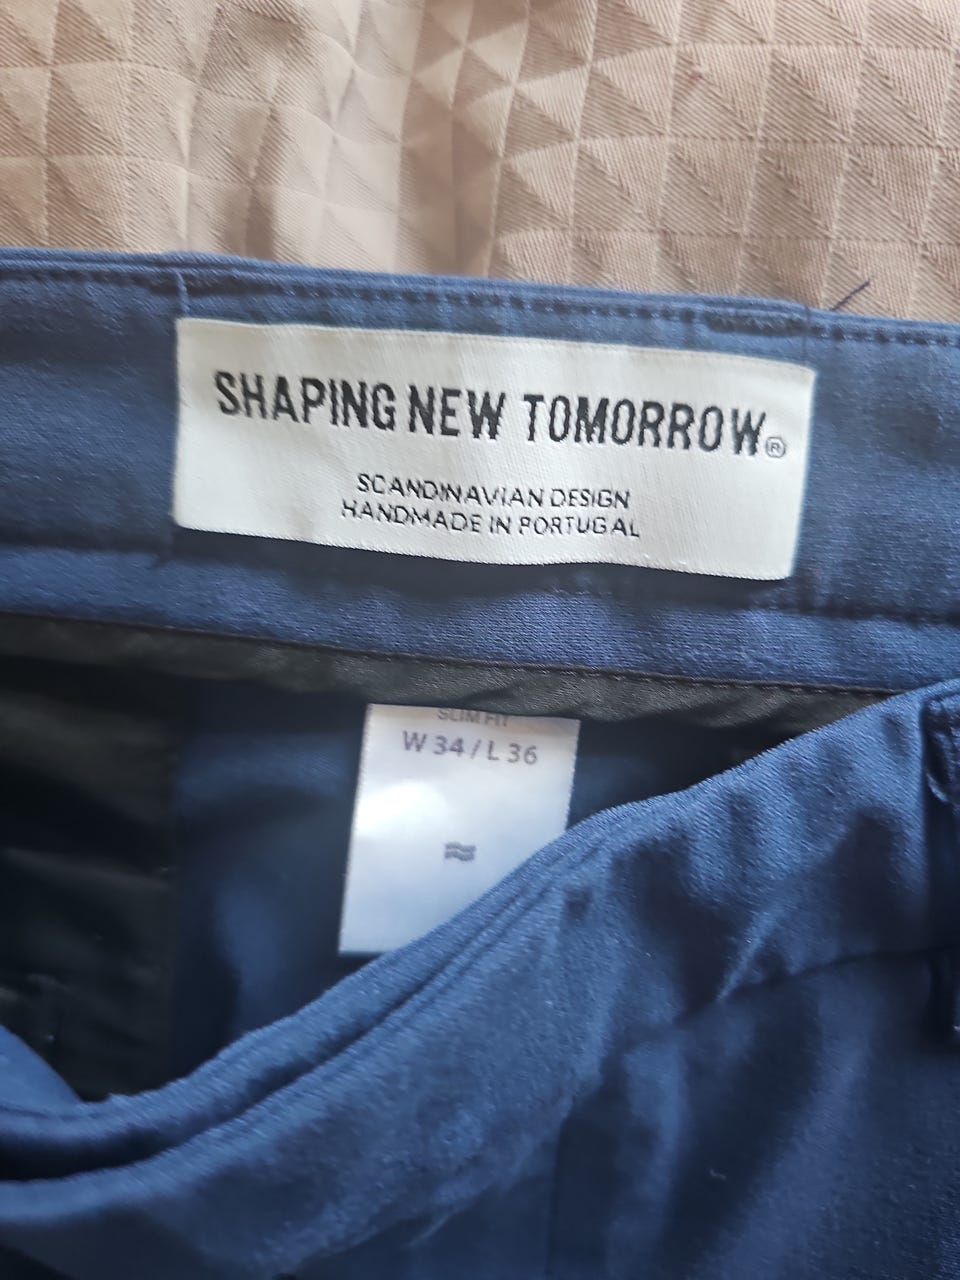 SHAPING NEW TOMORROW®
SCANDINAVIAN DESIGN
HANDMADE IN PORTUGAL
SLIM FIT
W 34 / L 36